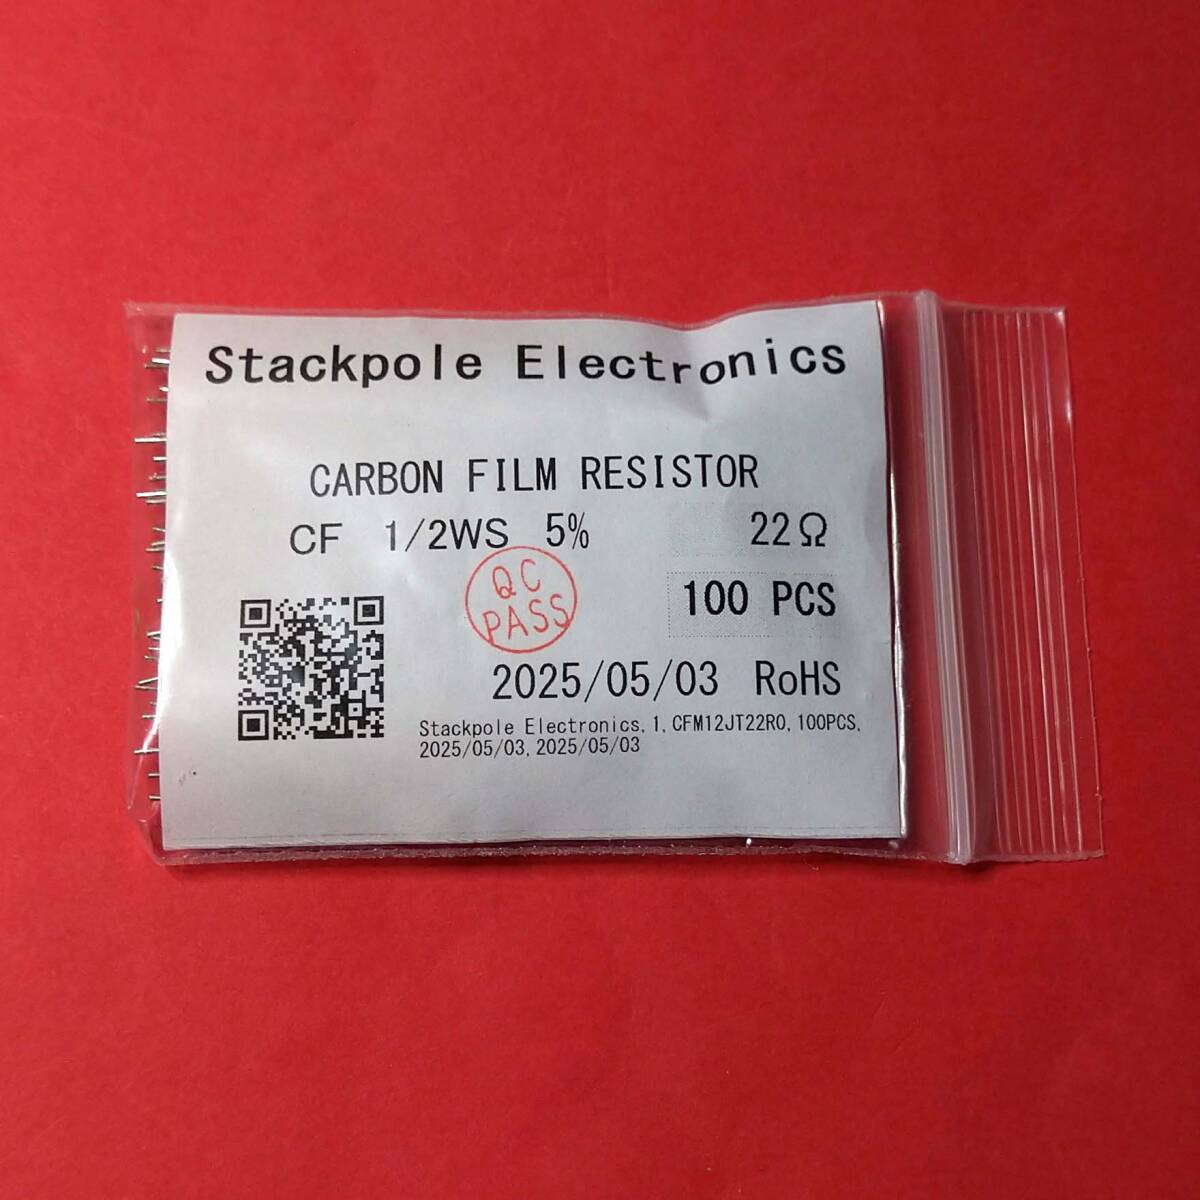 Stackpole Electronics
CARBON FILM RESISTOR
CF 1/2WS 5% 22Ω
QC
PASS
100 PCS
2025/05/03 RoHS
Stackpole Electronics, 1, CFM12JT22R0, 100PCS,
2025/05/03, 2025/05/03